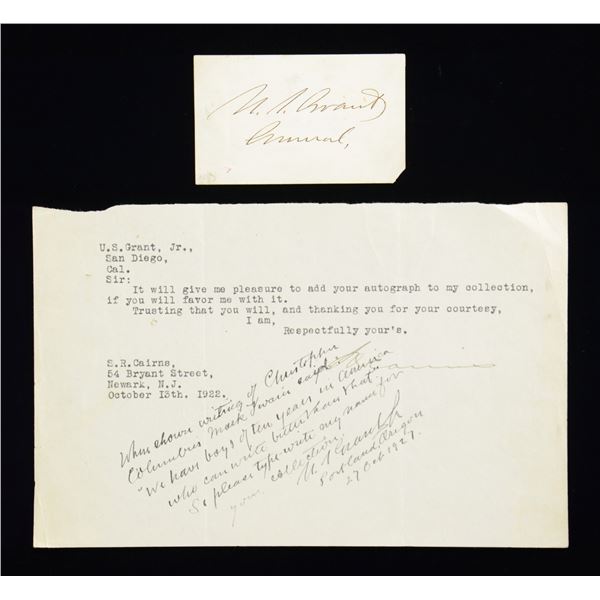 U. S. Grant
General,
U.S.Grant, Jr.,
San Diego,
Cal.
Sir:
It will give me pleasure to add your autograph to my collection,
if you will favor me with it.
Trusting that you will, and thanking you for your courtesy,
I am,
Respectfully your's.
S.R.Cairns,
54 Bryant Street,
Newark, N.J.
October 13th. 1922.
When shown writing of Christopher
Columbus Mark Twain said
"We have boys of ten years in America
who can write better than that"
So please type write my name for
your collection.
U S Grant Jr
Portland Oregon
27 Oct 1927.